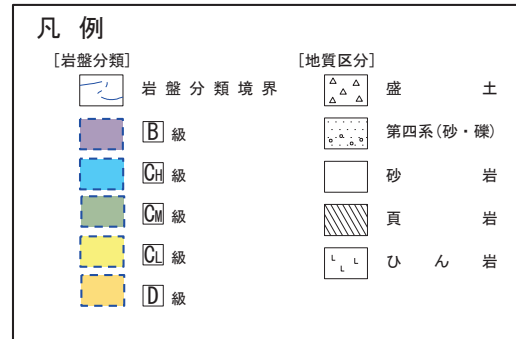 凡 例
[岩盤分類]
岩盤分類境界
B 級
CH 級
CM 級
CL 級
D 級
[地質区分]
盛土
第四系(砂・礫)
砂岩
頁岩
ひん岩